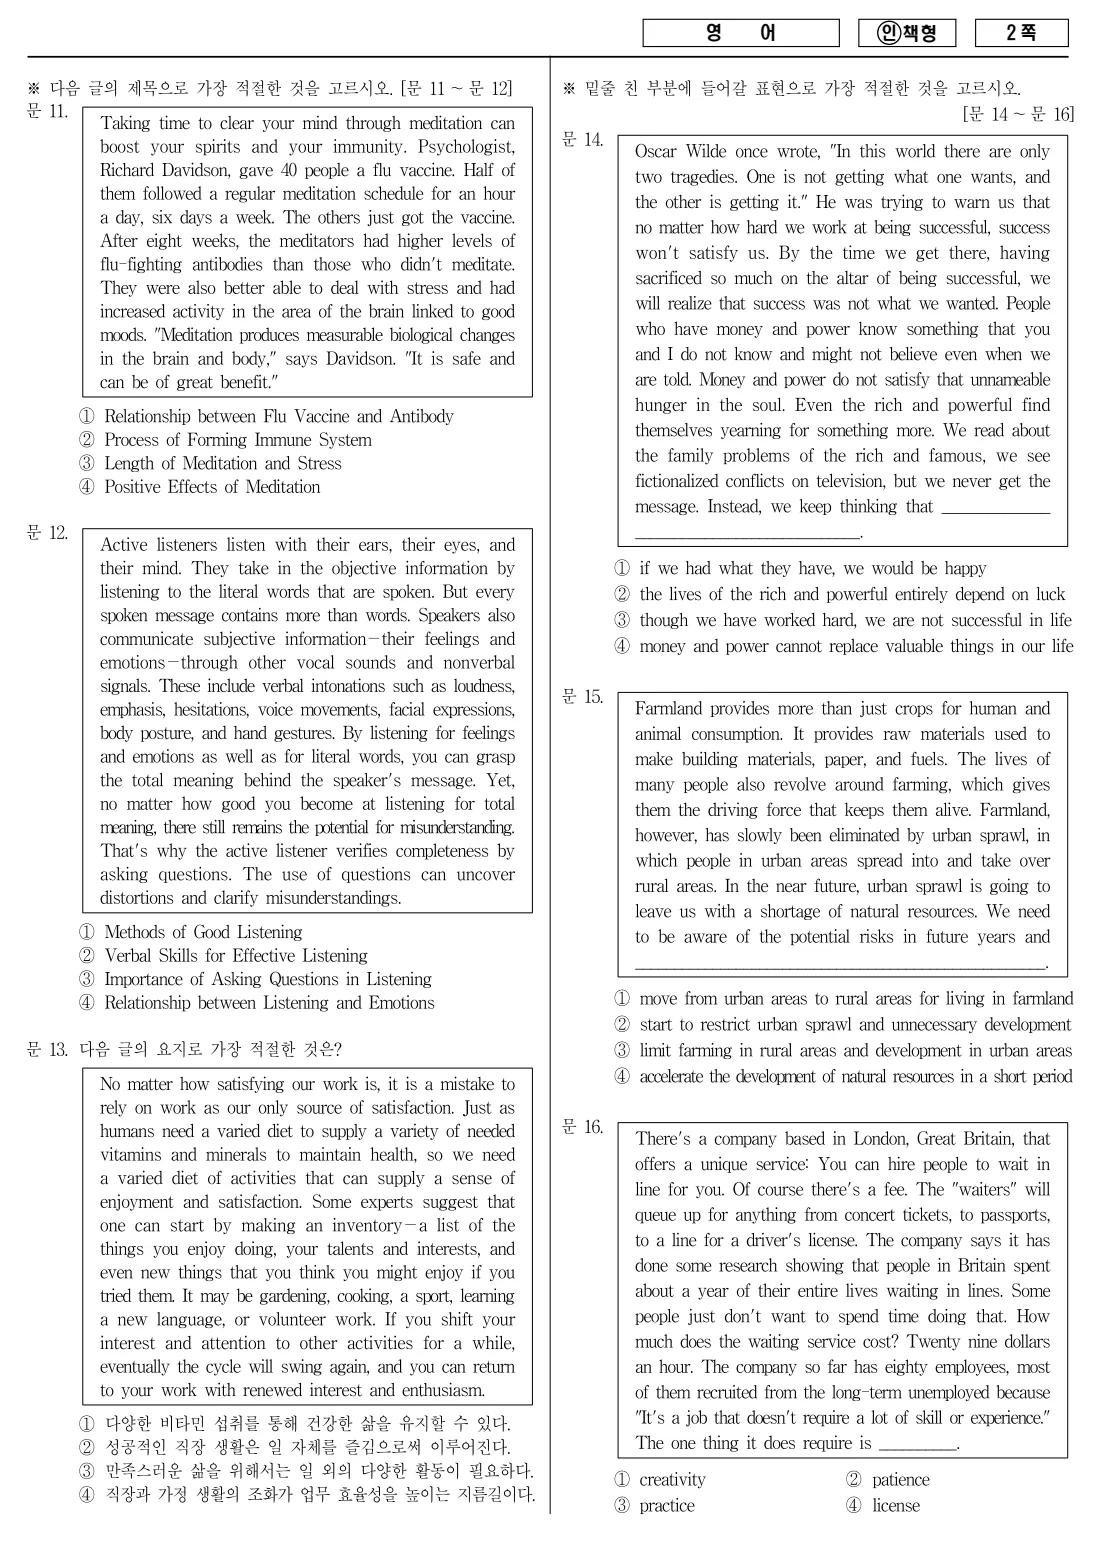 영 어
인책형
2쪽
※ 다음 글의 제목으로 가장 적절한 것을 고르시오. [문 11 ~ 문 12]
문 11.
Taking time to clear your mind through meditation can
boost your spirits and your immunity. Psychologist,
Richard Davidson, gave 40 people a flu vaccine. Half of
them followed a regular meditation schedule for an hour
a day, six days a week. The others just got the vaccine.
After eight weeks, the meditators had higher levels of
flu-fighting antibodies than those who didn't meditate.
They were also better able to deal with stress and had
increased activity in the area of the brain linked to good
moods. "Meditation produces measurable biological changes
in the brain and body," says Davidson. "It is safe and
can be of great benefit."
① Relationship between Flu Vaccine and Antibody
② Process of Forming Immune System
③ Length of Meditation and Stress
④ Positive Effects of Meditation
문 12.
Active listeners listen with their ears, their eyes, and
their mind. They take in the objective information by
listening to the literal words that are spoken. But every
spoken message contains more than words. Speakers also
communicate subjective information－their feelings and
emotions－through other vocal sounds and nonverbal
signals. These include verbal intonations such as loudness,
emphasis, hesitations, voice movements, facial expressions,
body posture, and hand gestures. By listening for feelings
and emotions as well as for literal words, you can grasp
the total meaning behind the speaker's message. Yet,
no matter how good you become at listening for total
meaning, there still remains the potential for misunderstanding.
That's why the active listener verifies completeness by
asking questions. The use of questions can uncover
distortions and clarify misunderstandings.
① Methods of Good Listening
② Verbal Skills for Effective Listening
③ Importance of Asking Questions in Listening
④ Relationship between Listening and Emotions
문 13. 다음 글의 요지로 가장 적절한 것은?
No matter how satisfying our work is, it is a mistake to
rely on work as our only source of satisfaction. Just as
humans need a varied diet to supply a variety of needed
vitamins and minerals to maintain health, so we need
a varied diet of activities that can supply a sense of
enjoyment and satisfaction. Some experts suggest that
one can start by making an inventory－a list of the
things you enjoy doing, your talents and interests, and
even new things that you think you might enjoy if you
tried them. It may be gardening, cooking, a sport, learning
a new language, or volunteer work. If you shift your
interest and attention to other activities for a while,
eventually the cycle will swing again, and you can return
to your work with renewed interest and enthusiasm.
① 다양한 비타민 섭취를 통해 건강한 삶을 유지할 수 있다.
② 성공적인 직장 생활은 일 자체를 즐김으로써 이루어진다.
③ 만족스러운 삶을 위해서는 일 외의 다양한 활동이 필요하다.
④ 직장과 가정 생활의 조화가 업무 효율성을 높이는 지름길이다.
※ 밑줄 친 부분에 들어갈 표현으로 가장 적절한 것을 고르시오.
[문 14 ~ 문 16]
문 14.
Oscar Wilde once wrote, "In this world there are only
two tragedies. One is not getting what one wants, and
the other is getting it." He was trying to warn us that
no matter how hard we work at being successful, success
won't satisfy us. By the time we get there, having
sacrificed so much on the altar of being successful, we
will realize that success was not what we wanted. People
who have money and power know something that you
and I do not know and might not believe even when we
are told. Money and power do not satisfy that unnameable
hunger in the soul. Even the rich and powerful find
themselves yearning for something more. We read about
the family problems of the rich and famous, we see
fictionalized conflicts on television, but we never get the
message. Instead, we keep thinking that ____________
_________________________.
① if we had what they have, we would be happy
② the lives of the rich and powerful entirely depend on luck
③ though we have worked hard, we are not successful in life
④ money and power cannot replace valuable things in our life
문 15.
Farmland provides more than just crops for human and
animal consumption. It provides raw materials used to
make building materials, paper, and fuels. The lives of
many people also revolve around farming, which gives
them the driving force that keeps them alive. Farmland,
however, has slowly been eliminated by urban sprawl, in
which people in urban areas spread into and take over
rural areas. In the near future, urban sprawl is going to
leave us with a shortage of natural resources. We need
to be aware of the potential risks in future years and
______________________________________________.
① move from urban areas to rural areas for living in farmland
② start to restrict urban sprawl and unnecessary development
③ limit farming in rural areas and development in urban areas
④ accelerate the development of natural resources in a short period
문 16.
There's a company based in London, Great Britain, that
offers a unique service: You can hire people to wait in
line for you. Of course there's a fee. The "waiters" will
queue up for anything from concert tickets, to passports,
to a line for a driver's license. The company says it has
done some research showing that people in Britain spent
about a year of their entire lives waiting in lines. Some
people just don't want to spend time doing that. How
much does the waiting service cost? Twenty nine dollars
an hour. The company so far has eighty employees, most
of them recruited from the long-term unemployed because
"It's a job that doesn't require a lot of skill or experience."
The one thing it does require is _________.
① creativity ② patience
③ practice ④ license